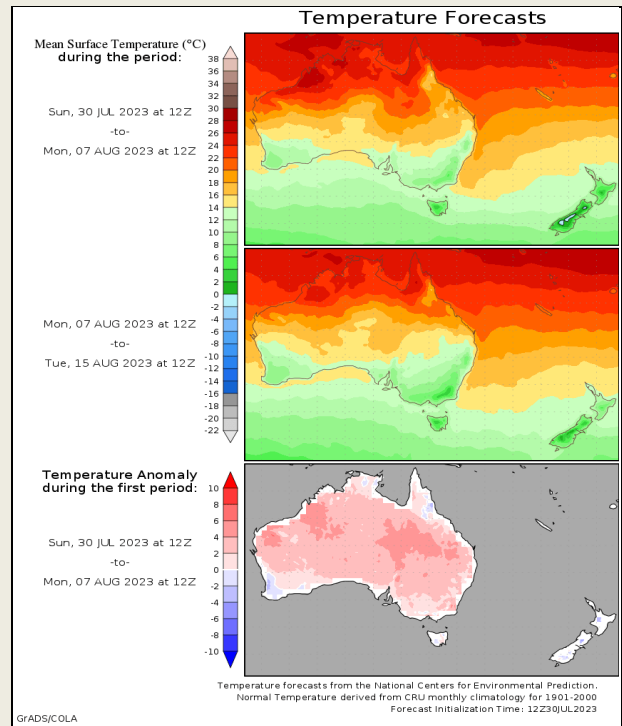 Temperature Forecasts
Mean Surface Temperature (°C)
during the period:
38
36
34
32
30
28
26
24
22
20
18
16
14
12
10
8
6
4
2
0
-2
-4
-6
-8
-10
-12
-14
-16
-18
-20
-22
Sun, 30 JUL 2023 at 12Z
-to-
Mon, 07 AUG 2023 at 12Z
Mon, 07 AUG 2023 at 12Z
-to-
Tue, 15 AUG 2023 at 12Z
Temperature Anomaly
during the first period:
10
8
6
4
2
0
-2
-4
-6
-8
-10
Sun, 30 JUL 2023 at 12Z
-to-
Mon, 07 AUG 2023 at 12Z
Temperature forecasts from the National Centers for Environmental Prediction.
Normal Temperature derived from CRU monthly climatology for 1901-2000
Forecast Initialization Time: 12Z30JUL2023
GrADS/COLA